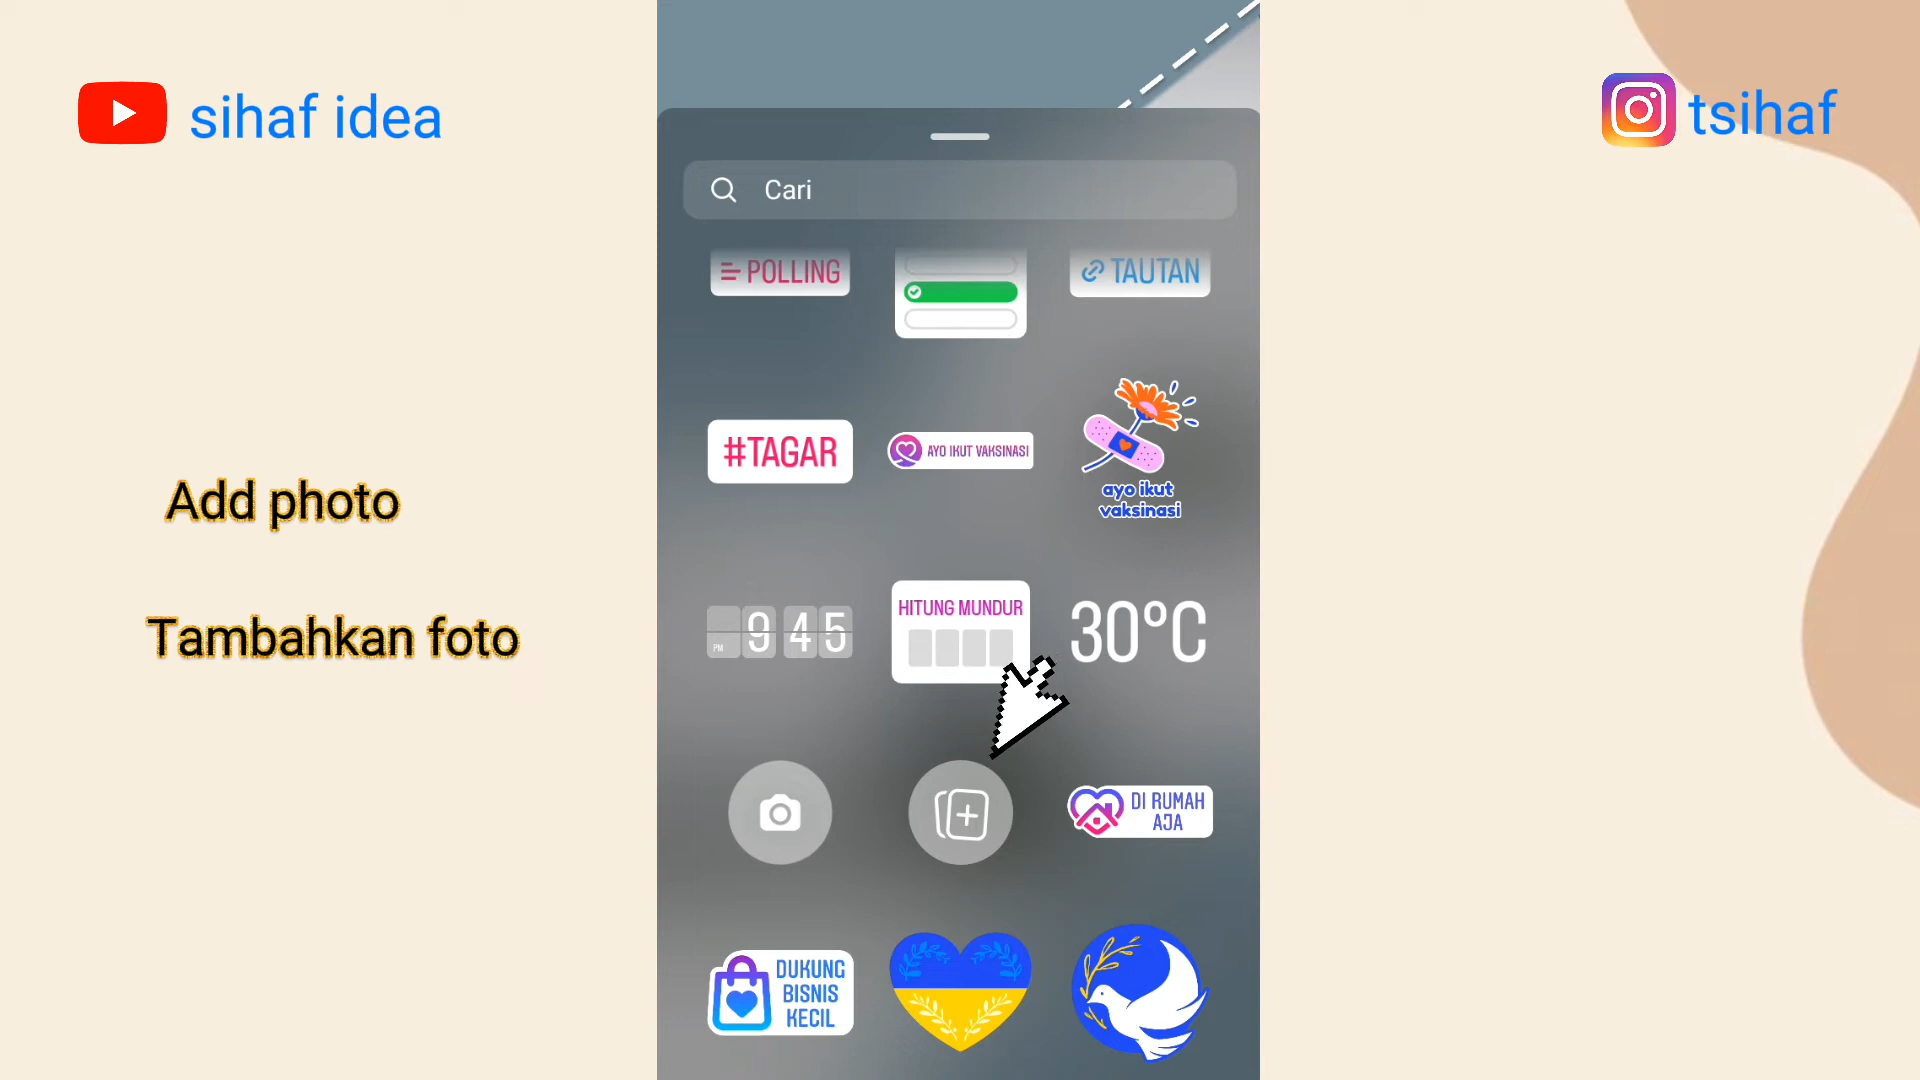 sihaf idea
tsihaf
Cari
POLLING
TAUTAN
#TAGAR
AYO IKUT VAKSINASI
ayo ikut
vaksinasi
Add photo
Tambahkan foto
PM 9 45
HITUNG MUNDUR
30°C
DI RUMAH
AJA
DUKUNG
BISNIS
KECIL